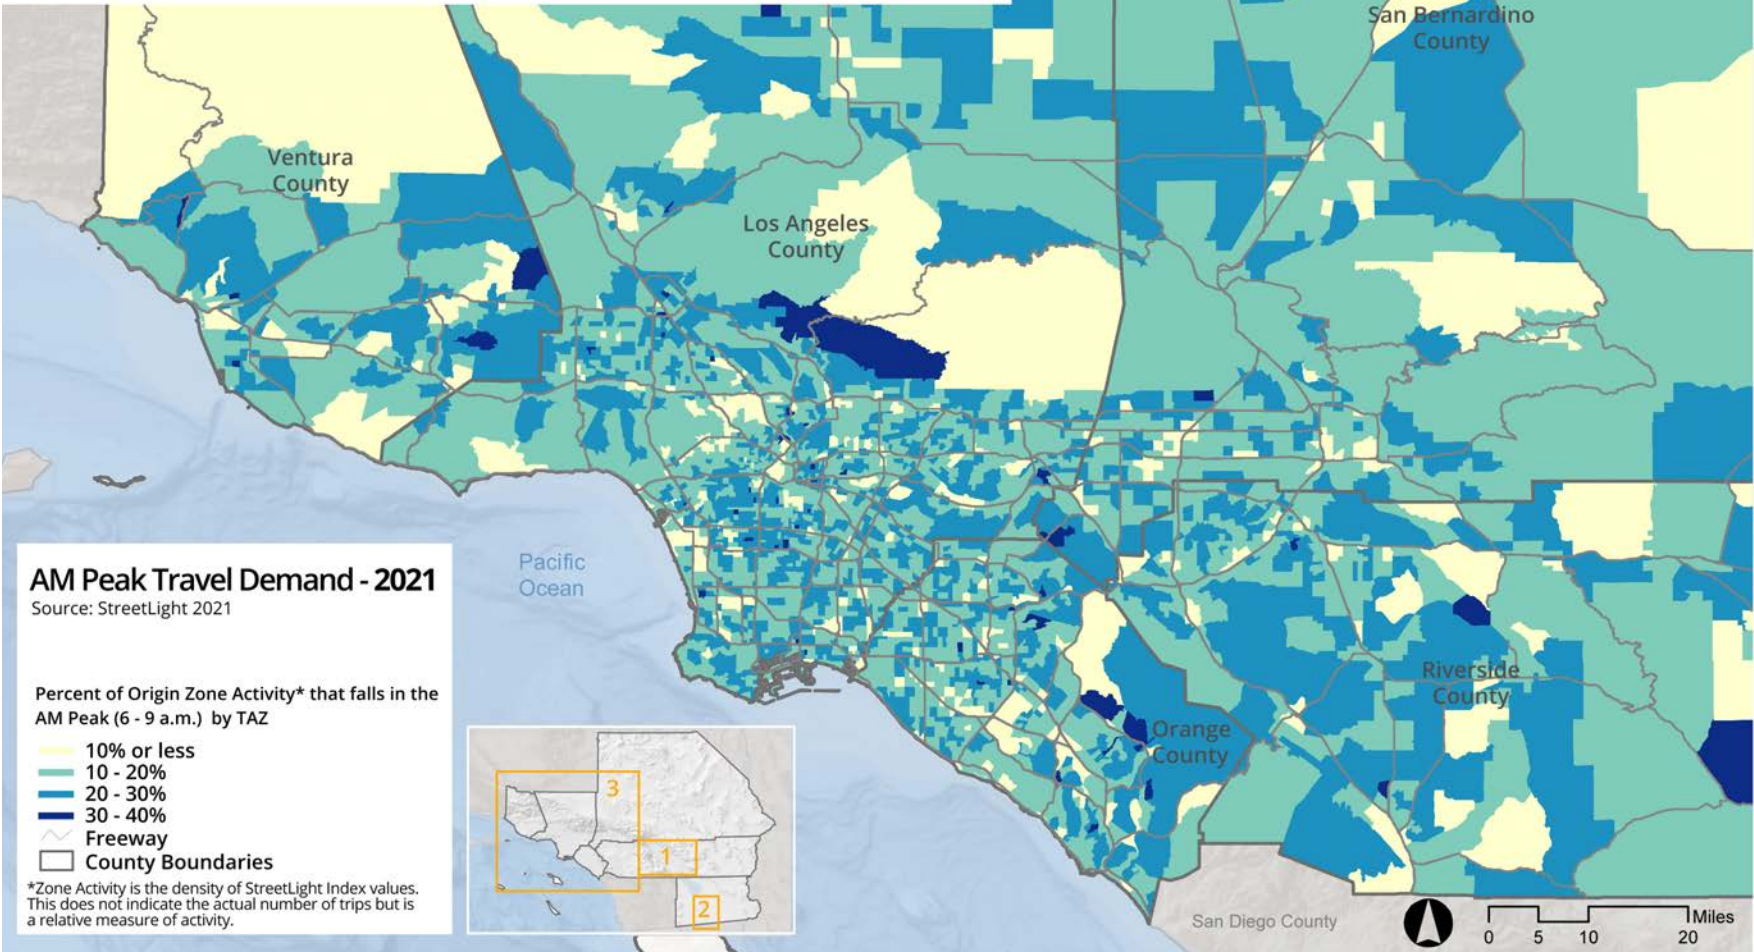 San Bernardino
County
Ventura
County
Los Angeles
County
Pacific
Ocean
Riverside
County
Orange
County
San Diego County
AM Peak Travel Demand - 2021
Source: StreetLight 2021
Percent of Origin Zone Activity* that falls in the
AM Peak (6 - 9 a.m.) by TAZ
10% or less
10 - 20%
20 - 30%
30 - 40%
Freeway
County Boundaries
*Zone Activity is the density of StreetLight Index values.
This does not indicate the actual number of trips but is
a relative measure of activity.
3
1
2
Miles
0 5 10 20